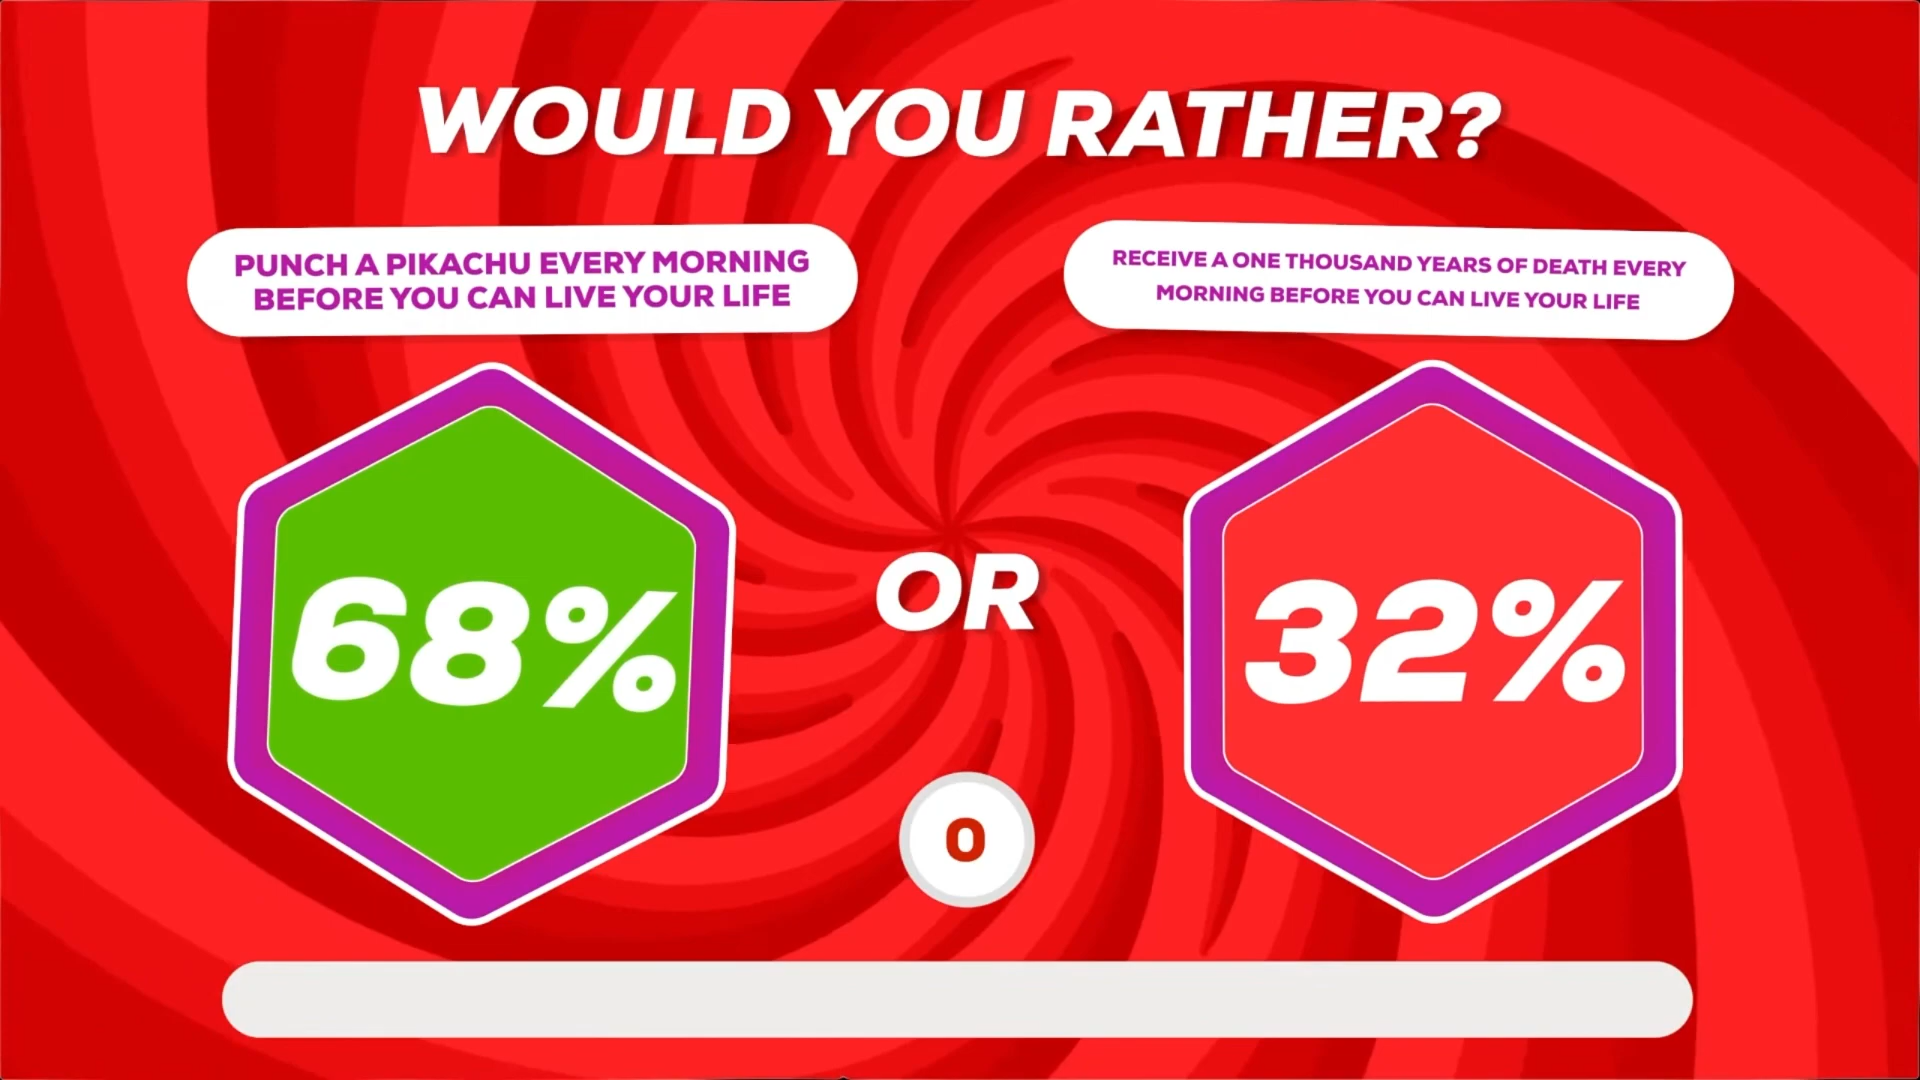 WOULD YOU RATHER?
PUNCH A PIKACHU EVERY MORNING
BEFORE YOU CAN LIVE YOUR LIFE
RECEIVE A ONE THOUSAND YEARS OF DEATH EVERY
MORNING BEFORE YOU CAN LIVE YOUR LIFE
68%
OR
32%
0